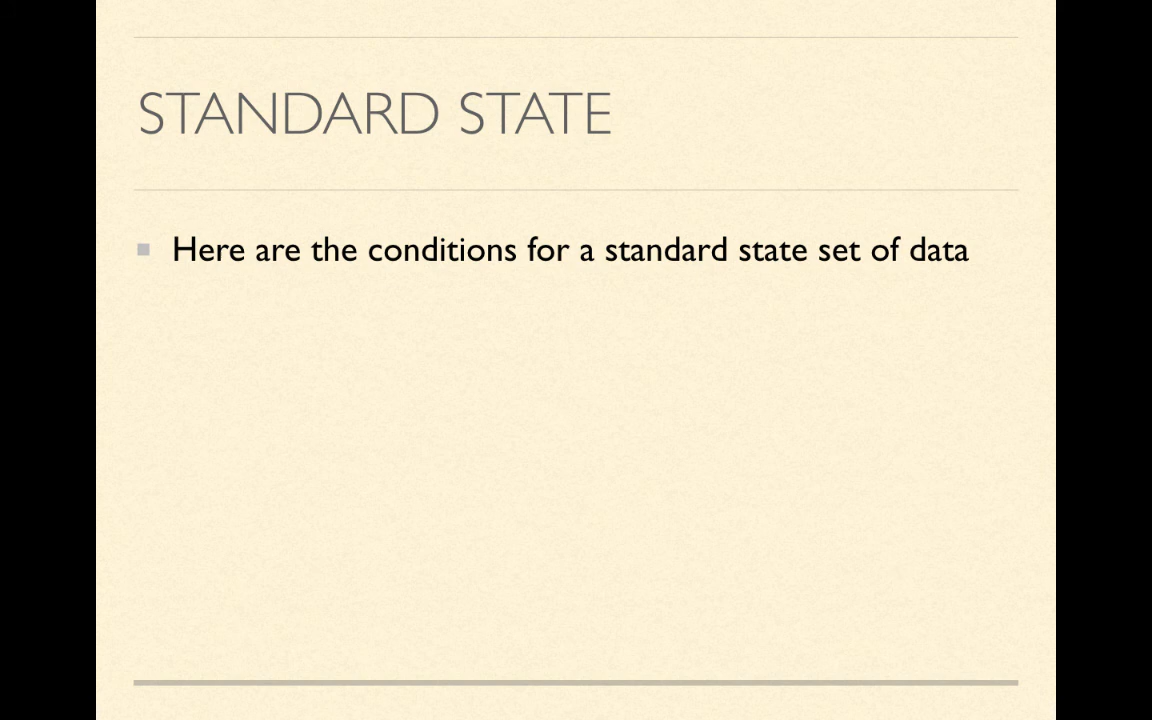 STANDARD STATE
Here are the conditions for a standard state set of data